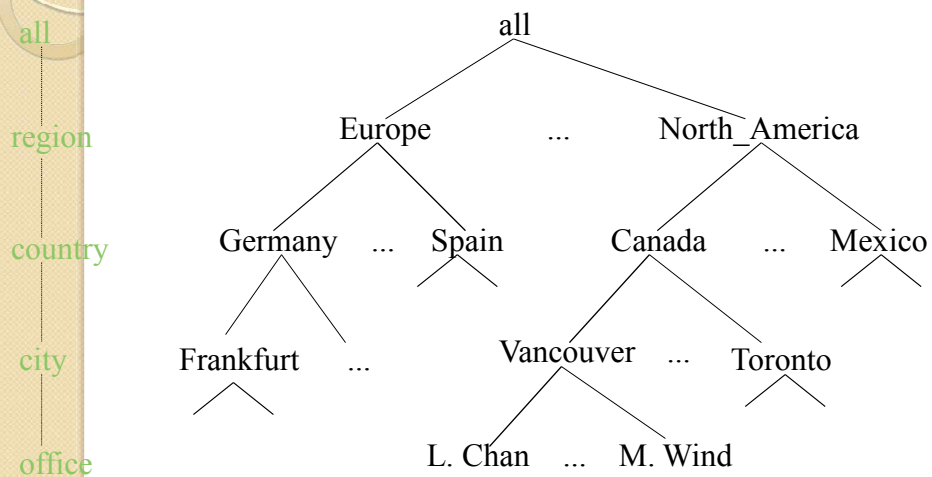 all all
region Europe ... North_America
country Germany ... Spain Canada ... Mexico
city Frankfurt ... Vancouver ... Toronto
office L. Chan ... M. Wind